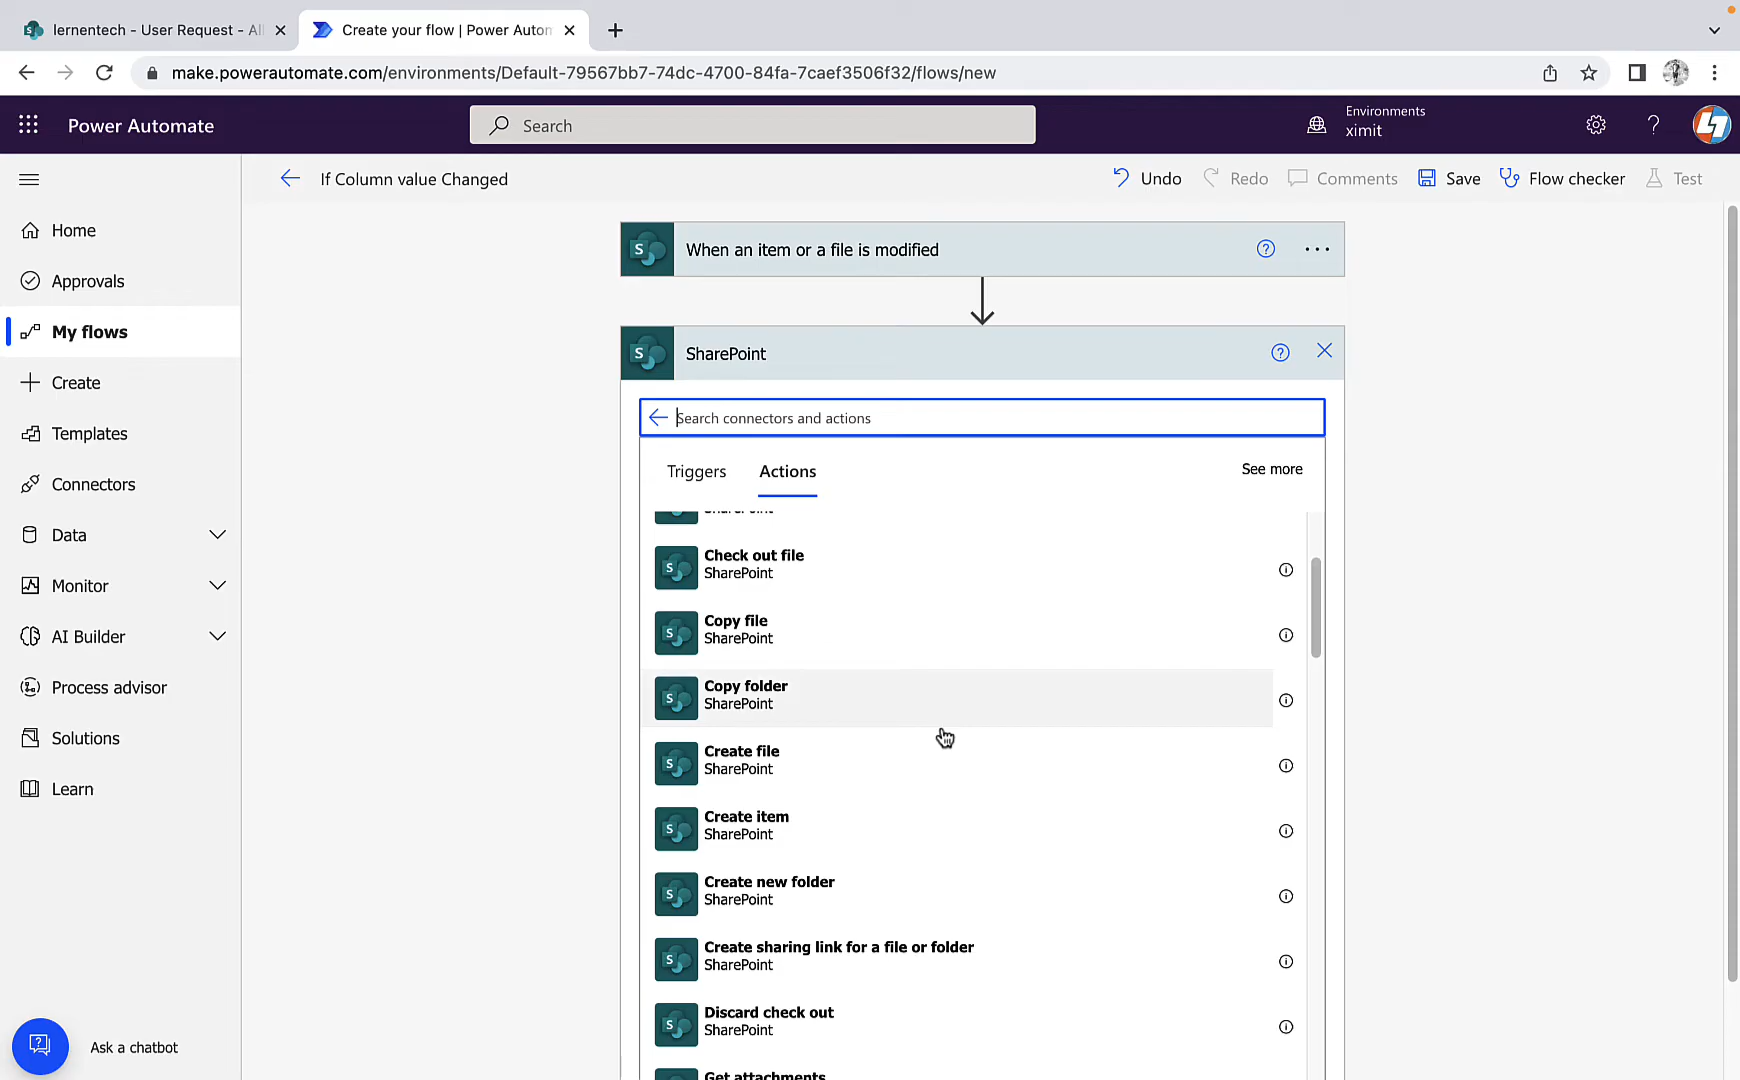 lernentech - User Request - All
Create your flow | Power Autom
make.powerautomate.com/environments/Default-79567bb7-74dc-4700-84fa-7caef3506f32/flows/new
Power Automate
Search
Environments
ximit
If Column value Changed
Undo
Redo
Comments
Save
Flow checker
Test
Home
Approvals
My flows
Create
Templates
Connectors
Data
Monitor
AI Builder
Process advisor
Solutions
Learn
Ask a chatbot
When an item or a file is modified
SharePoint
Search connectors and actions
Triggers
Actions
See more
SharePoint
Check out file
SharePoint
Copy file
SharePoint
Copy folder
SharePoint
Create file
SharePoint
Create item
SharePoint
Create new folder
SharePoint
Create sharing link for a file or folder
SharePoint
Discard check out
SharePoint
Get attachments